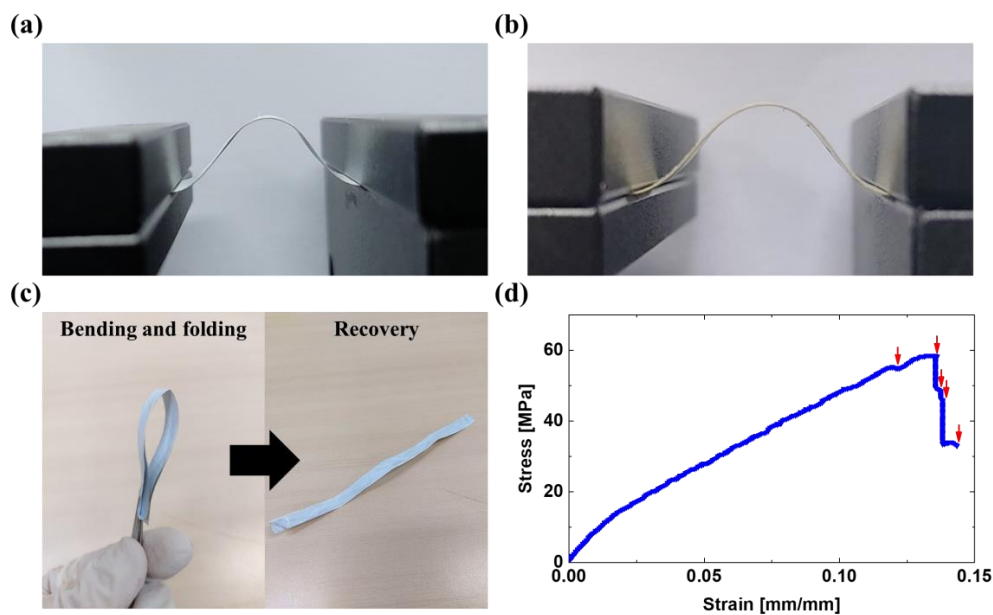 (a)
(b)
(c)
Bending and folding
Recovery
(d)
Stress [MPa]
60
40
20
0
0.00
0.05
0.10
0.15
Strain [mm/mm]